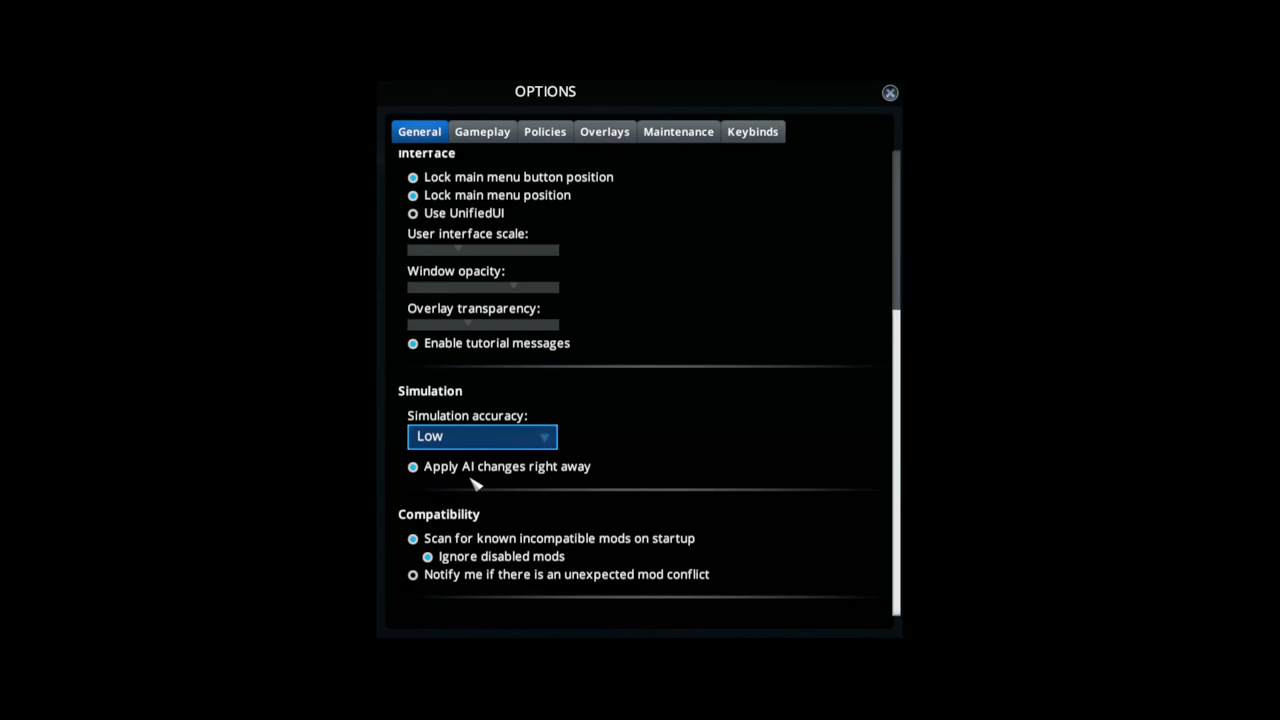 OPTIONS
General Gameplay Policies Overlays Maintenance Keybinds
Interface
Lock main menu button position
Lock main menu position
Use UnifiedUI
User interface scale:
Window opacity:
Overlay transparency:
Enable tutorial messages
Simulation
Simulation accuracy:
Low
Apply AI changes right away
Compatibility
Scan for known incompatible mods on startup
Ignore disabled mods
Notify me if there is an unexpected mod conflict